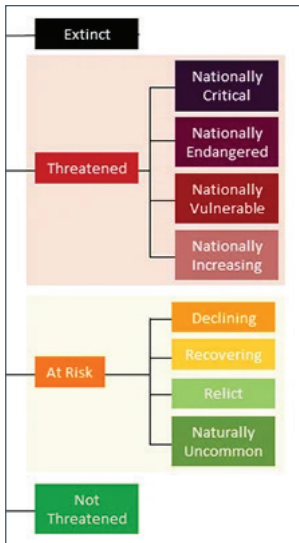 Extinct
Threatened
Nationally
Critical
Nationally
Endangered
Nationally
Vulnerable
Nationally
Increasing
At Risk
Declining
Recovering
Relict
Naturally
Uncommon
Not
Threatened